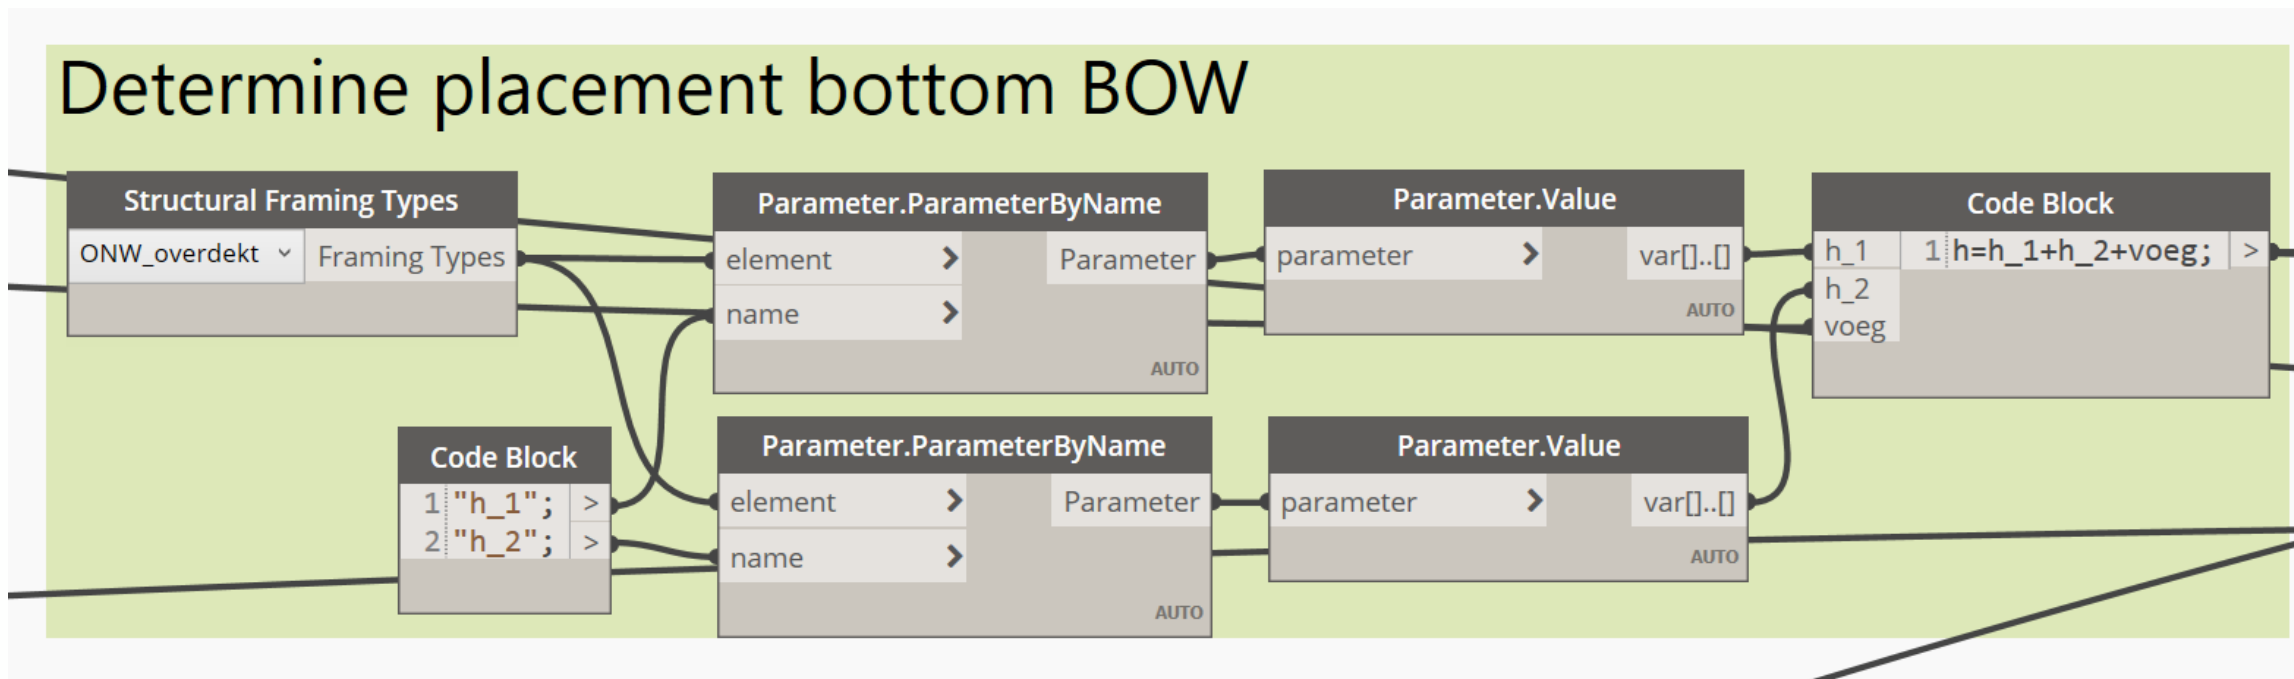 Determine placement bottom BOW
Structural Framing Types
ONW_overdekt
Framing Types
Parameter.ParameterByName
element
Parameter
name
AUTO
Parameter.Value
parameter
var[]..[]
AUTO
Code Block
h_1
1 h=h_1+h_2+voeg; >
h_2
voeg
Code Block
1 "h_1"; >
2 "h_2"; >
Parameter.ParameterByName
element
Parameter
name
AUTO
Parameter.Value
parameter
var[]..[]
AUTO